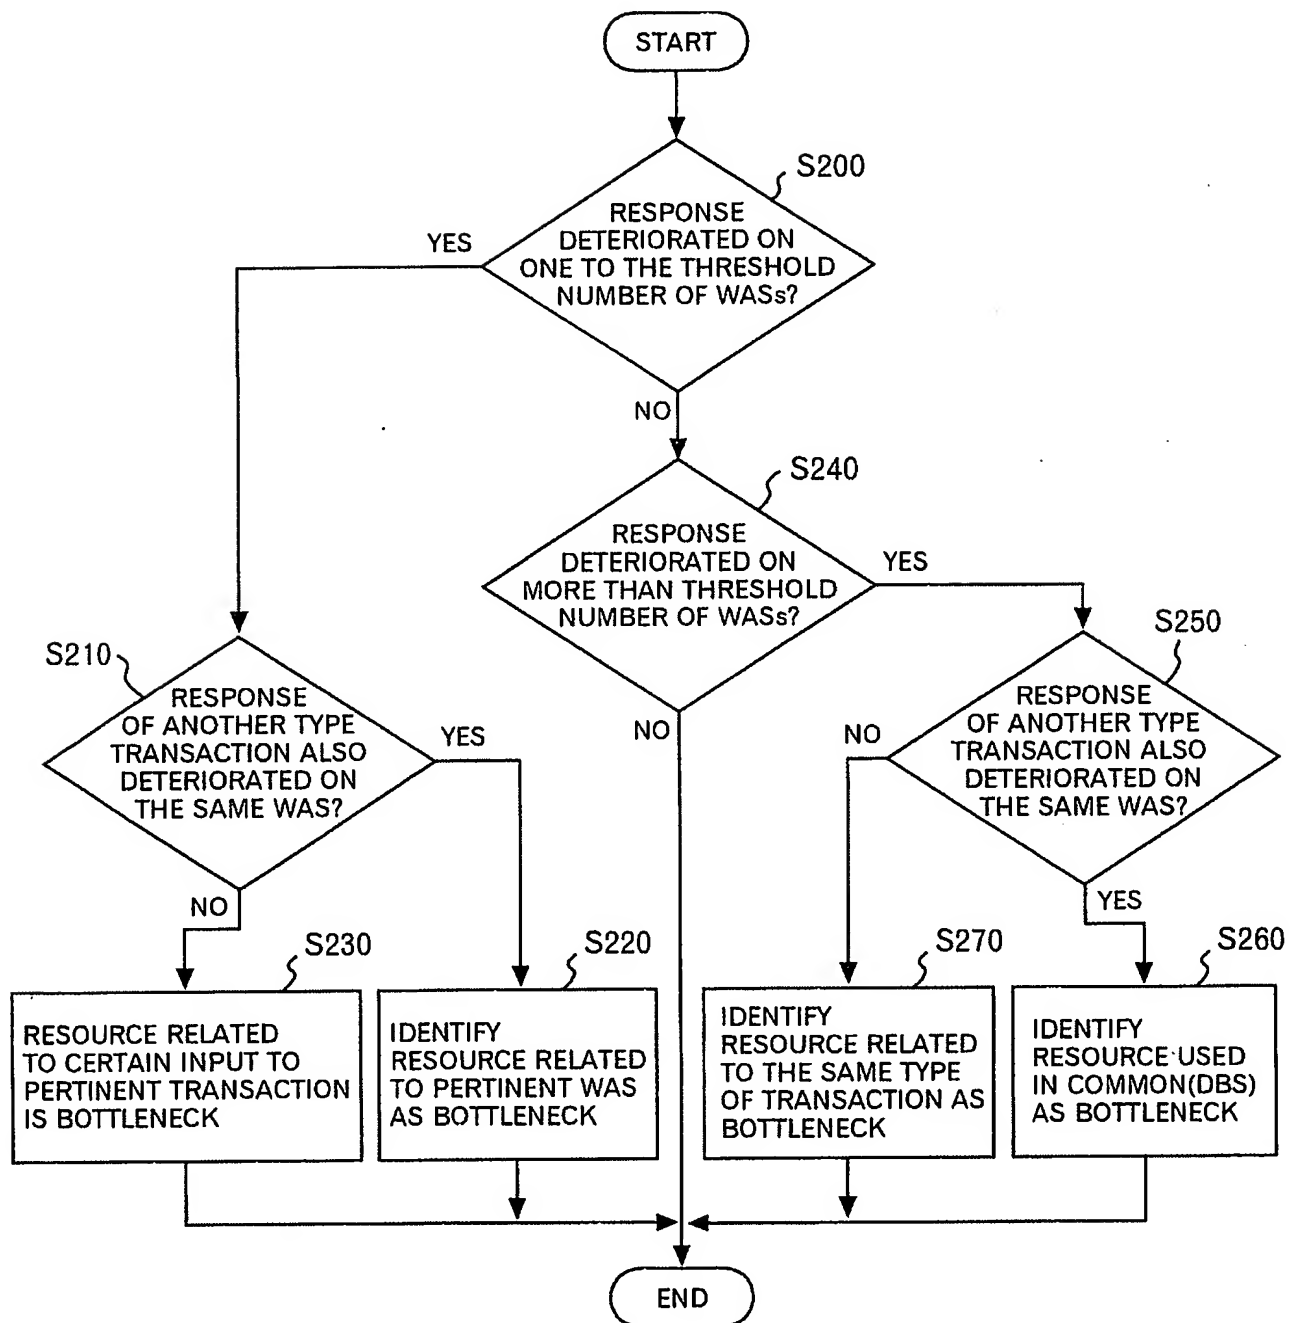 START
S200
RESPONSE
DETERIORATED ON
ONE TO THE THRESHOLD
NUMBER OF WASs?
YES
NO
S240
RESPONSE
DETERIORATED ON
MORE THAN THRESHOLD
NUMBER OF WASs?
YES
NO
S210
RESPONSE
OF ANOTHER TYPE
TRANSACTION ALSO
DETERIORATED ON
THE SAME WAS?
YES
NO
S250
RESPONSE
OF ANOTHER TYPE
TRANSACTION ALSO
DETERIORATED ON
THE SAME WAS?
NO
YES
S230
RESOURCE RELATED
TO CERTAIN INPUT TO
PERTINENT TRANSACTION
IS BOTTLENECK
S220
IDENTIFY
RESOURCE RELATED
TO PERTINENT WAS
AS BOTTLENECK
S270
IDENTIFY
RESOURCE RELATED
TO THE SAME TYPE
OF TRANSACTION AS
BOTTLENECK
S260
IDENTIFY
RESOURCE USED
IN COMMON(DBS)
AS BOTTLENECK
END